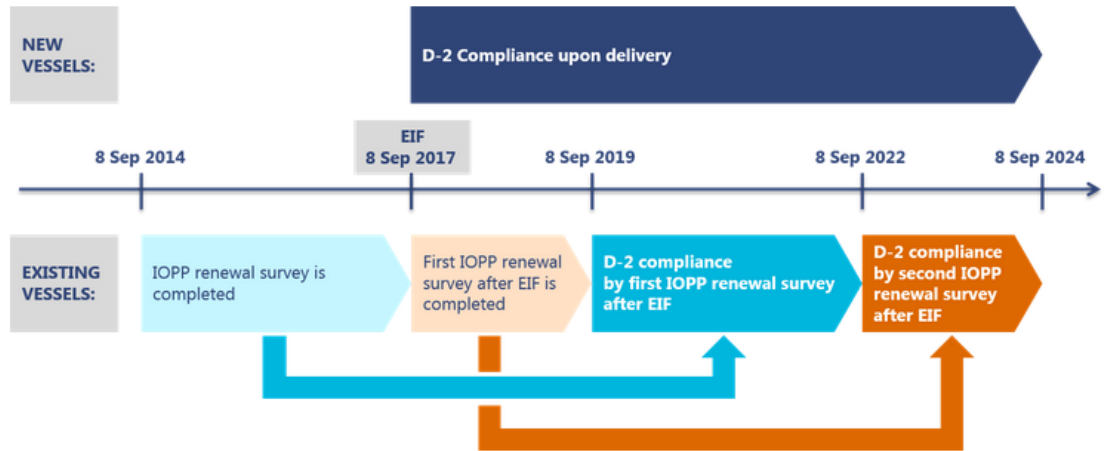 NEW
VESSELS:
D-2 Compliance upon delivery
EIF
8 Sep 2014
8 Sep 2017
8 Sep 2019
8 Sep 2022
8 Sep 2024
EXISTING
VESSELS:
IOPP renewal survey is
completed
First IOPP renewal
survey after EIF is
completed
D-2 compliance
by first IOPP renewal survey
after EIF
D-2 compliance
by second IOPP
renewal survey
after EIF